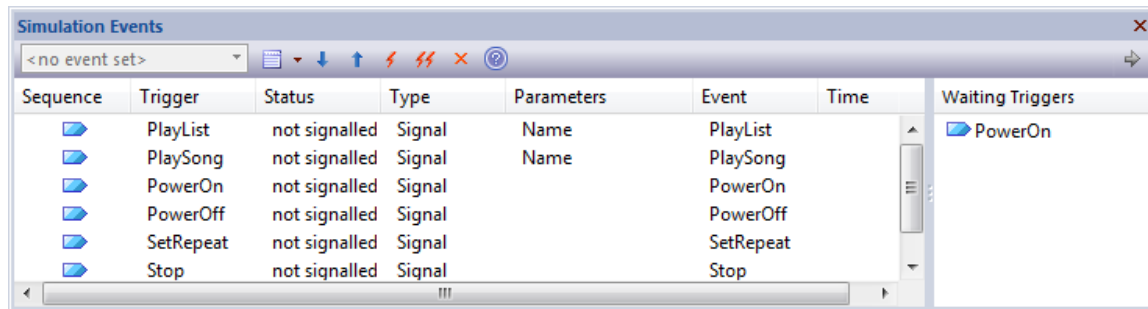 Simulation Events
<no event set>
Sequence Trigger Status Type Parameters Event Time Waiting Triggers
PlayList not signalled Signal Name PlayList PowerOn
PlaySong not signalled Signal Name PlaySong
PowerOn not signalled Signal PowerOn
PowerOff not signalled Signal PowerOff
SetRepeat not signalled Signal SetRepeat
Stop not signalled Signal Stop